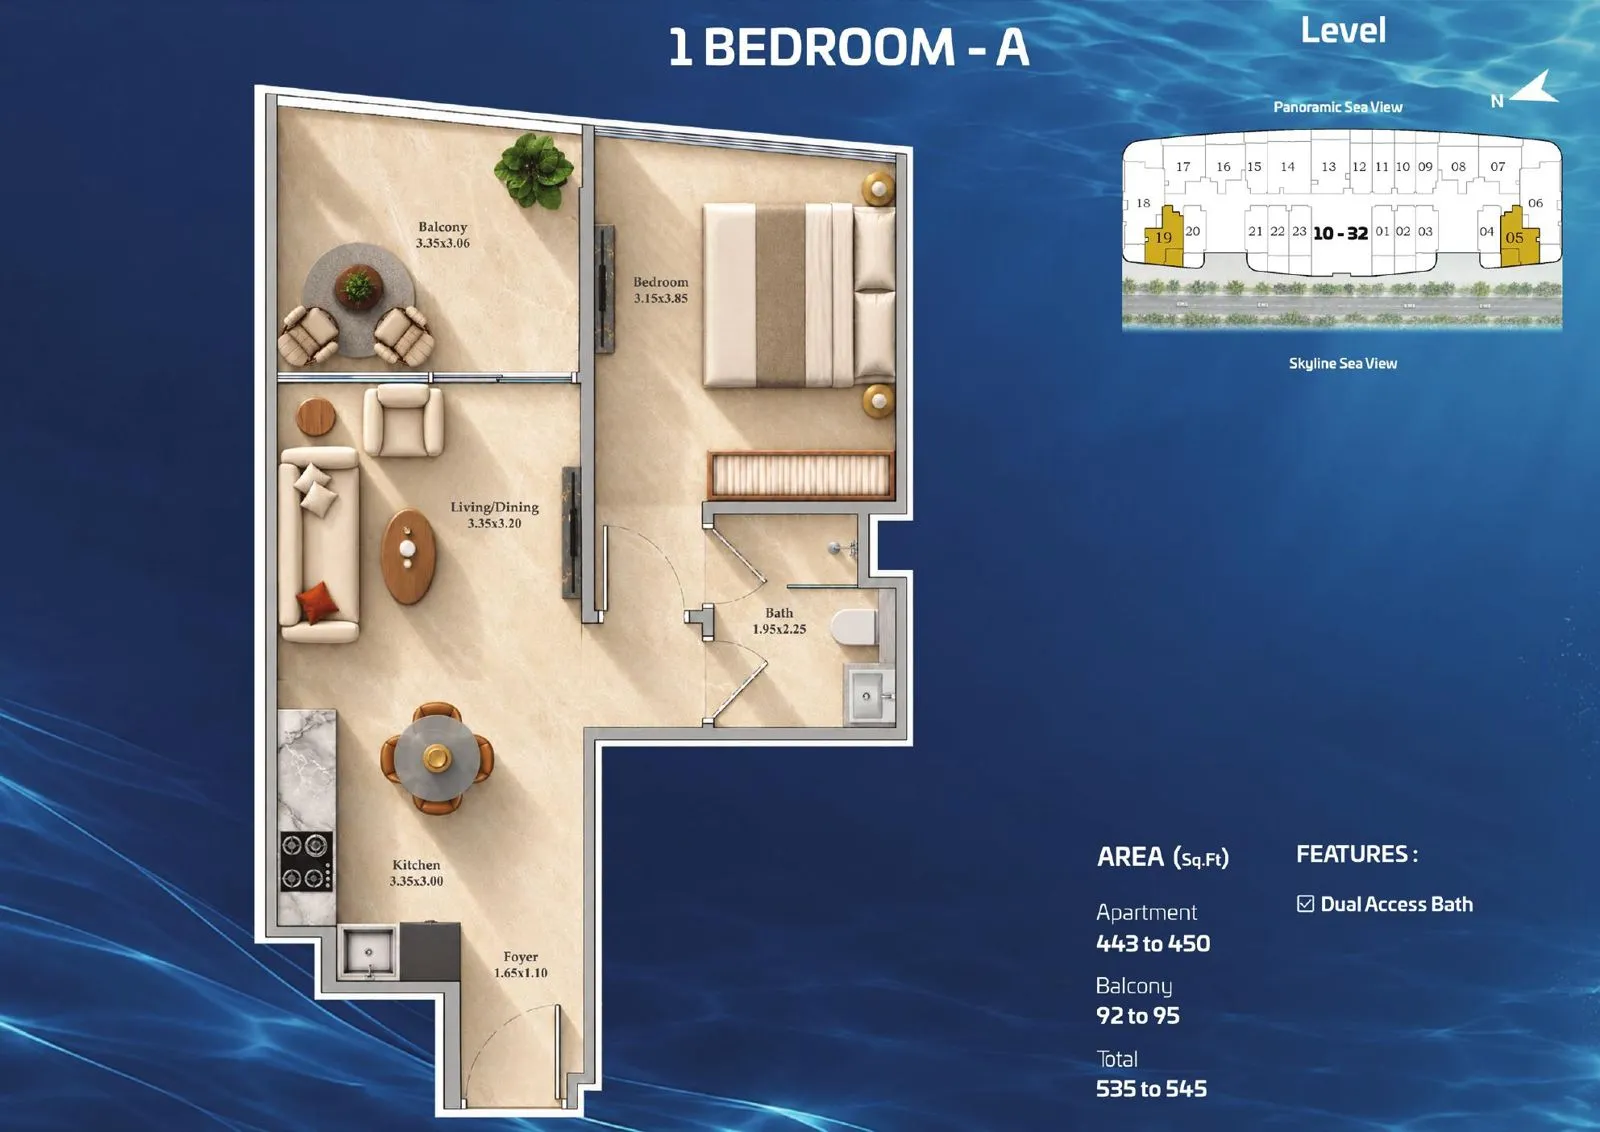 1 BEDROOM - A
Level
Panoramic Sea View
N
17
16
15
14
13
12
11
10
09
08
07
18
06
19
20
21
22
23
10 - 32
01
02
03
04
05
Skyline Sea View
Balcony
3.35x3.06
Bedroom
3.15x3.85
Living/Dining
3.35x3.20
Bath
1.95x2.25
Kitchen
3.35x3.00
Foyer
1.65x1.10
AREA (Sq.Ft)
Apartment
443 to 450
Balcony
92 to 95
Total
535 to 545
FEATURES :
Dual Access Bath